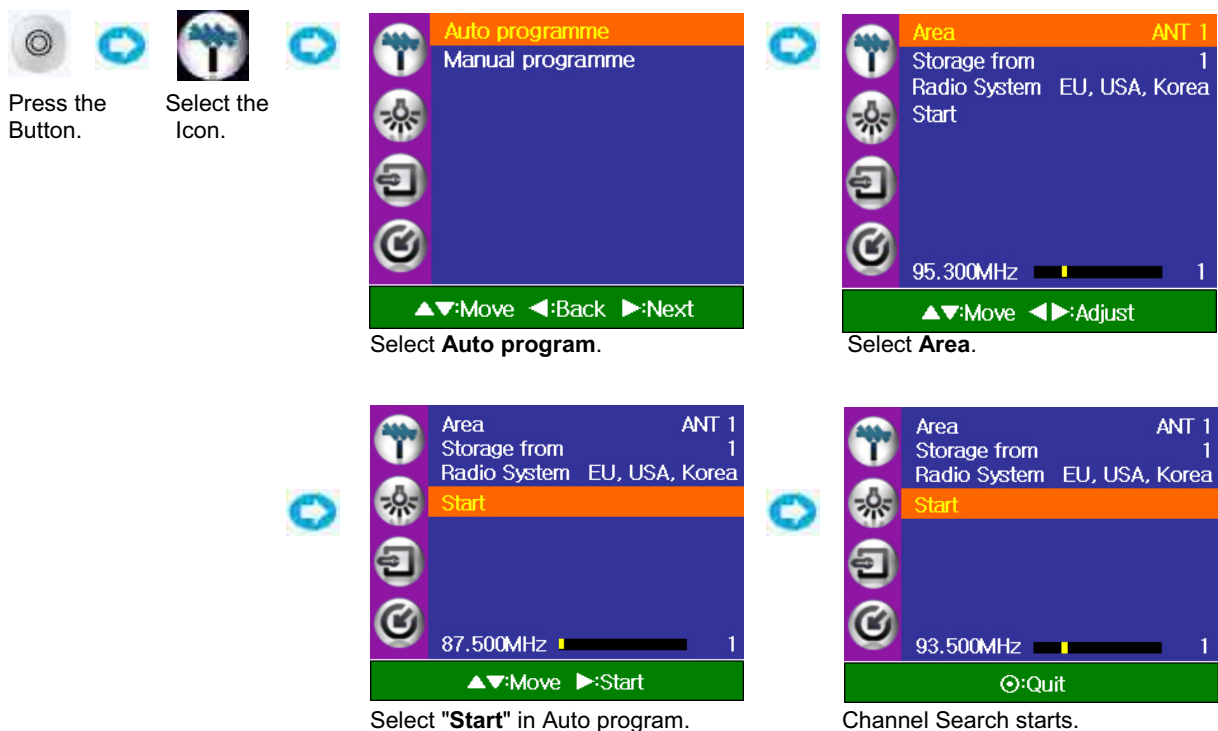 Press the
Button.
Select the
Icon.
Auto programme
Manual programme
▲▼:Move ◀:Back ▶:Next
Select Auto program.
Area ANT 1
Storage from 1
Radio System EU, USA, Korea
Start
95.300MHz 1
▲▼:Move ◀▶:Adjust
Select Area.
Area ANT 1
Storage from 1
Radio System EU, USA, Korea
Start
87.500MHz 1
▲▼:Move ▶:Start
Select "Start" in Auto program.
Area ANT 1
Storage from 1
Radio System EU, USA, Korea
Start
93.500MHz 1
⊙:Quit
Channel Search starts.